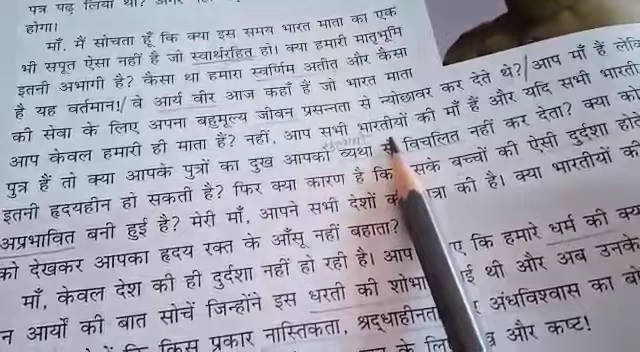 पत्र पढ़ लिया था? अगर
होगा।
माँ, मैं सोचता हूँ कि क्या इस समय भारत माता का एक
भी सपूत ऐसा नहीं है जो स्वार्थरहित हो। क्या हमारी मातृभूमि
इतनी अभागी है? कैसा था हमारा स्वर्णिम अतीत और कैसा
है यह वर्तमान। वे आर्य वीर आज कहाँ हैं जो भारत माता
की सेवा के लिए अपना बहुमूल्य जीवन प्रसन्नता से न्योछावर कर देते थे? आप माँ हैं
आप केवल हमारी ही माता हैं? नहीं, आप सभी भारतीयों की माँ हैं और यदि सभी भारती
पुत्र हैं तो क्या आपके पुत्रों का दुख आपको व्यथा से विचलित नहीं कर देता? क्या को
इतनी हृदयहीन हो सकती है? फिर क्या कारण है कि सके बच्चों की ऐसी दुर्दशा होते
अप्रभावित बनी हुई है? मेरी माँ, आपने सभी देशों की त्रा की है। क्या भारतीयों की
को देखकर आपका हृदय रक्त के आँसू नहीं बहाता?
माँ, केवल देश की ही दुर्दशा नहीं हो रही है। आप ए कि हमारे धर्म की क्य
न आर्यों की बात सोचें जिन्होंने इस धरती की शोभा ई थी और अब उनके
किस प्रकार नास्तिकता, श्रद्धाहीनता अंधविश्वास का
के लि और कष्ट!